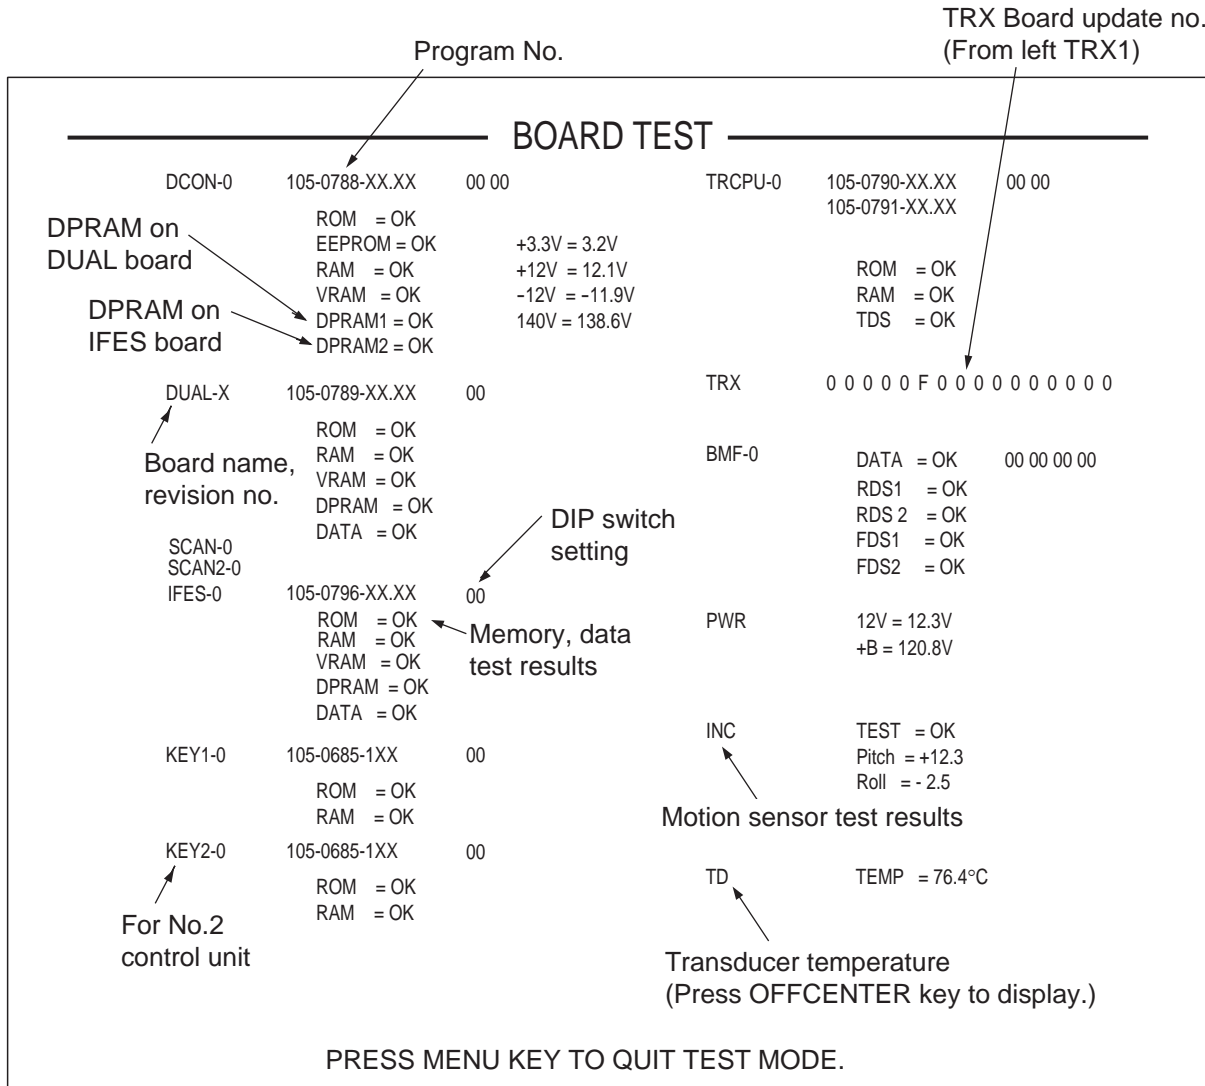 TRX Board update no.
(From left TRX1)
Program No.
BOARD TEST
DCON-0 105-0788-XX.XX 00 00
ROM = OK
EEPROM = OK +3.3V = 3.2V
RAM = OK +12V = 12.1V
VRAM = OK -12V = -11.9V
DPRAM1 = OK 140V = 138.6V
DPRAM2 = OK
DPRAM on
DUAL board
DPRAM on
IFES board
DUAL-X 105-0789-XX.XX 00
ROM = OK
RAM = OK
VRAM = OK
DPRAM = OK
DATA = OK
Board name,
revision no.
DIP switch
setting
SCAN-0
SCAN2-0
IFES-0 105-0796-XX.XX 00
ROM = OK
RAM = OK
VRAM = OK
DPRAM = OK
DATA = OK
Memory, data
test results
KEY1-0 105-0685-1XX 00
ROM = OK
RAM = OK
KEY2-0 105-0685-1XX 00
ROM = OK
RAM = OK
For No.2
control unit
TRCPU-0 105-0790-XX.XX 00 00
105-0791-XX.XX
ROM = OK
RAM = OK
TDS = OK
TRX 0 0 0 0 0 F 0 0 0 0 0 0 0 0 0 0
BMF-0 DATA = OK 00 00 00 00
RDS1 = OK
RDS 2 = OK
FDS1 = OK
FDS2 = OK
PWR 12V = 12.3V
+B = 120.8V
INC TEST = OK
Pitch = +12.3
Roll = - 2.5
Motion sensor test results
TD TEMP = 76.4°C
Transducer temperature
(Press OFFCENTER key to display.)
PRESS MENU KEY TO QUIT TEST MODE.